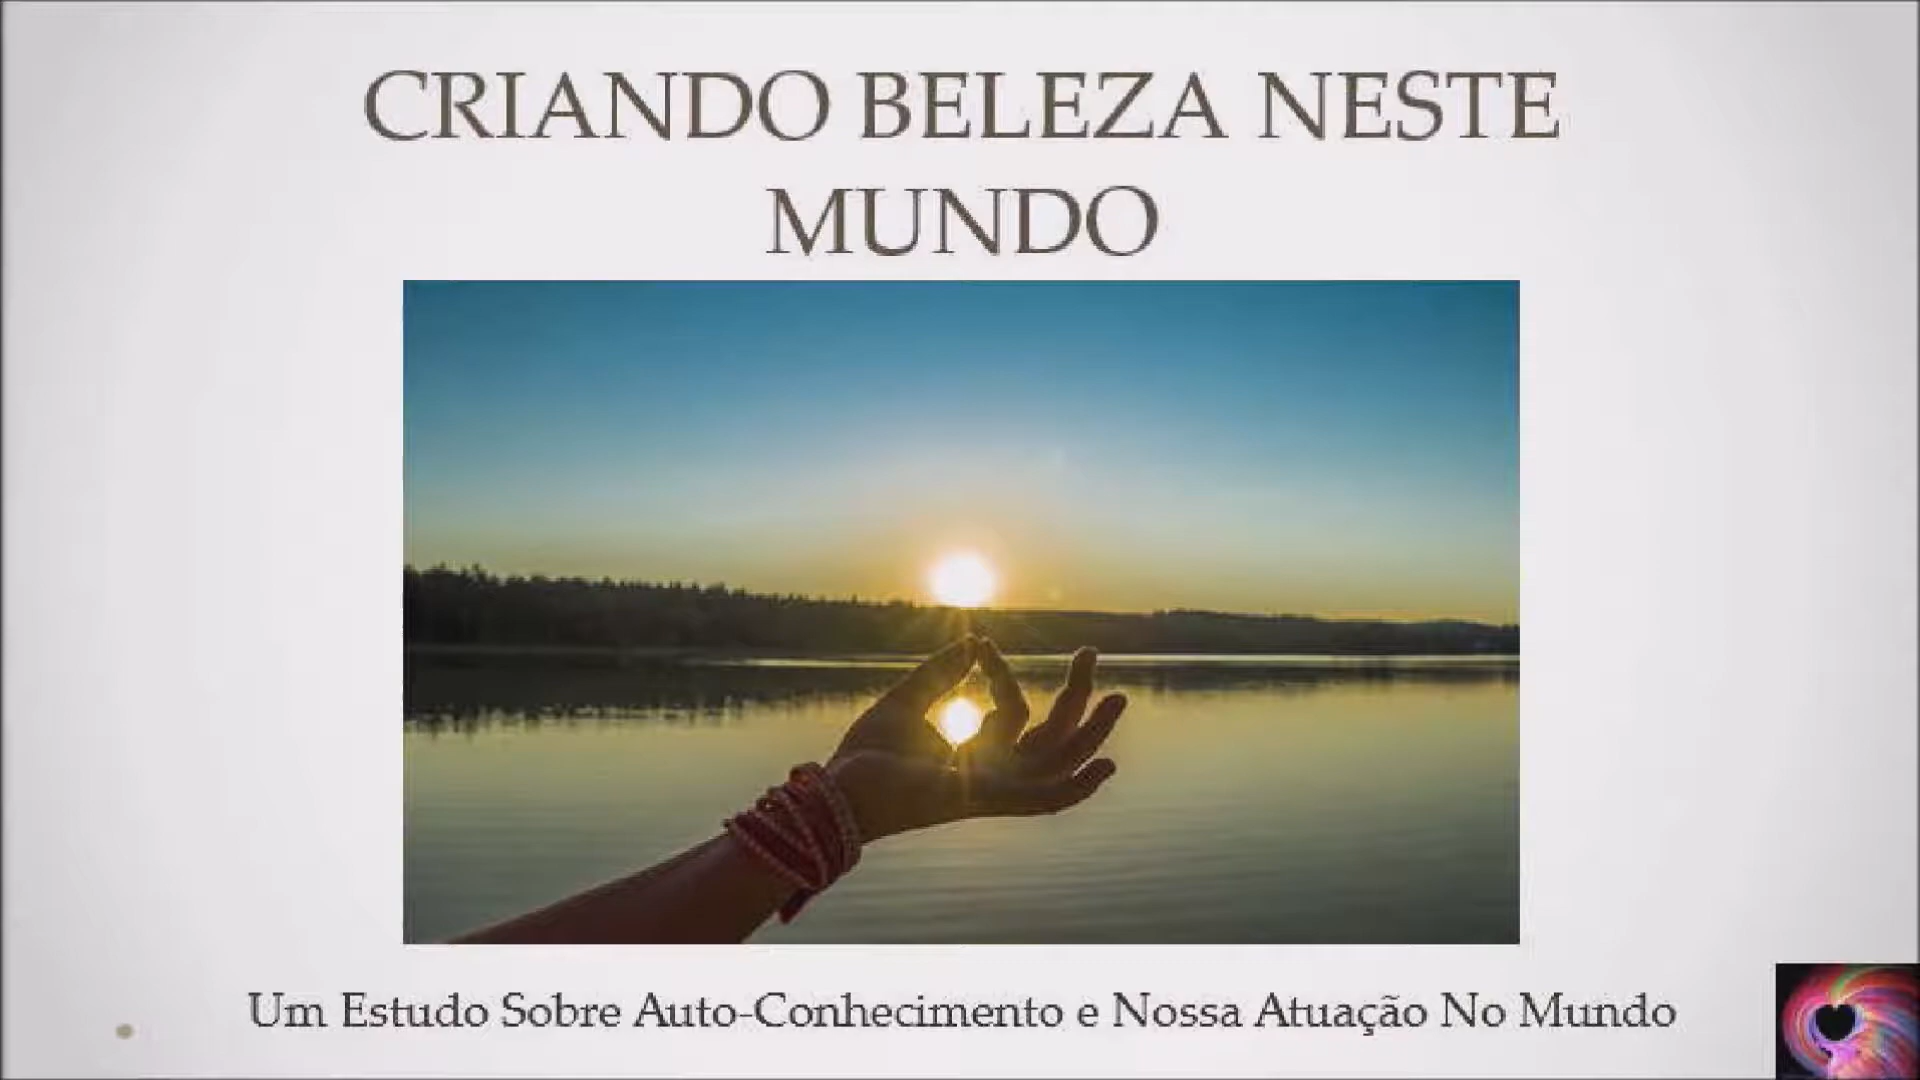 CRIANDO BELEZA NESTE
MUNDO
Um Estudo Sobre Auto-Conhecimento e Nossa Atuação No Mundo